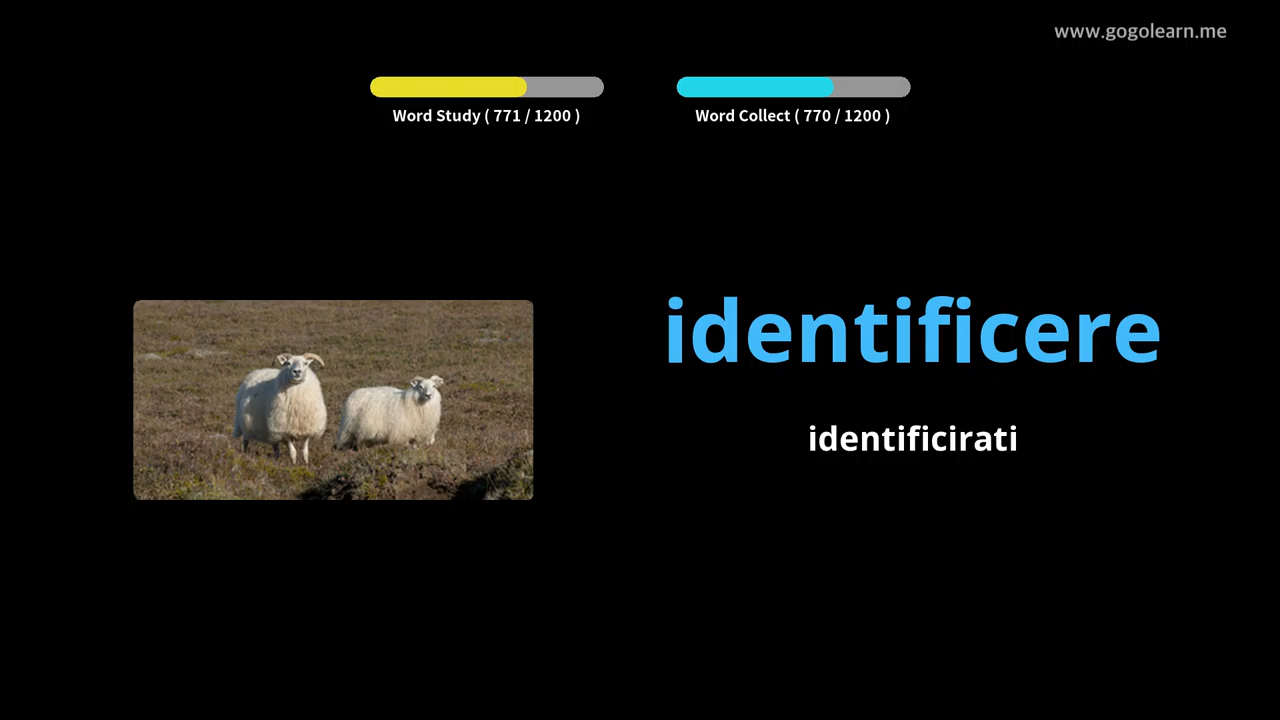 www.gogolearn.me
Word Study ( 771 / 1200 )
Word Collect ( 770 / 1200 )
identificere
identificirati